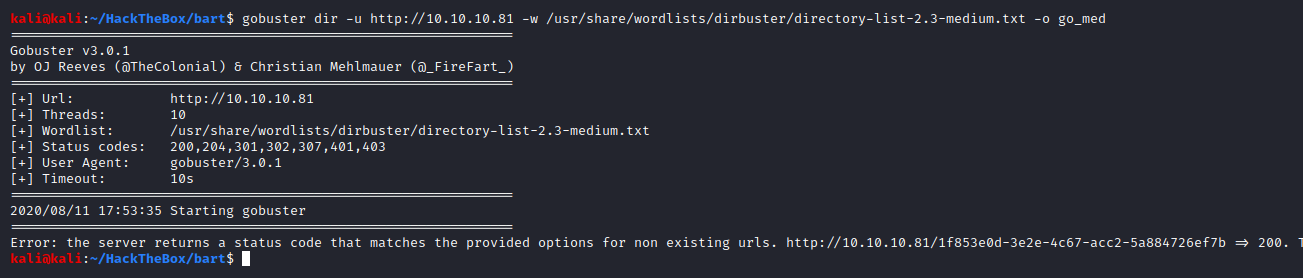 kali@kali:~/HackTheBox/bart$ gobuster dir -u http://10.10.10.81 -w /usr/share/wordlists/dirbuster/directory-list-2.3-medium.txt -o go_med
===============================================================
Gobuster v3.0.1
by OJ Reeves (@TheColonial) & Christian Mehlmauer (@_FireFart_)
===============================================================
[+] Url:            http://10.10.10.81
[+] Threads:        10
[+] Wordlist:       /usr/share/wordlists/dirbuster/directory-list-2.3-medium.txt
[+] Status codes:   200,204,301,302,307,401,403
[+] User Agent:     gobuster/3.0.1
[+] Timeout:        10s
===============================================================
2020/08/11 17:53:35 Starting gobuster
===============================================================
Error: the server returns a status code that matches the provided options for non existing urls. http://10.10.10.81/1f853e0d-3e2e-4c67-acc2-5a884726ef7b => 200. T
kali@kali:~/HackTheBox/bart$